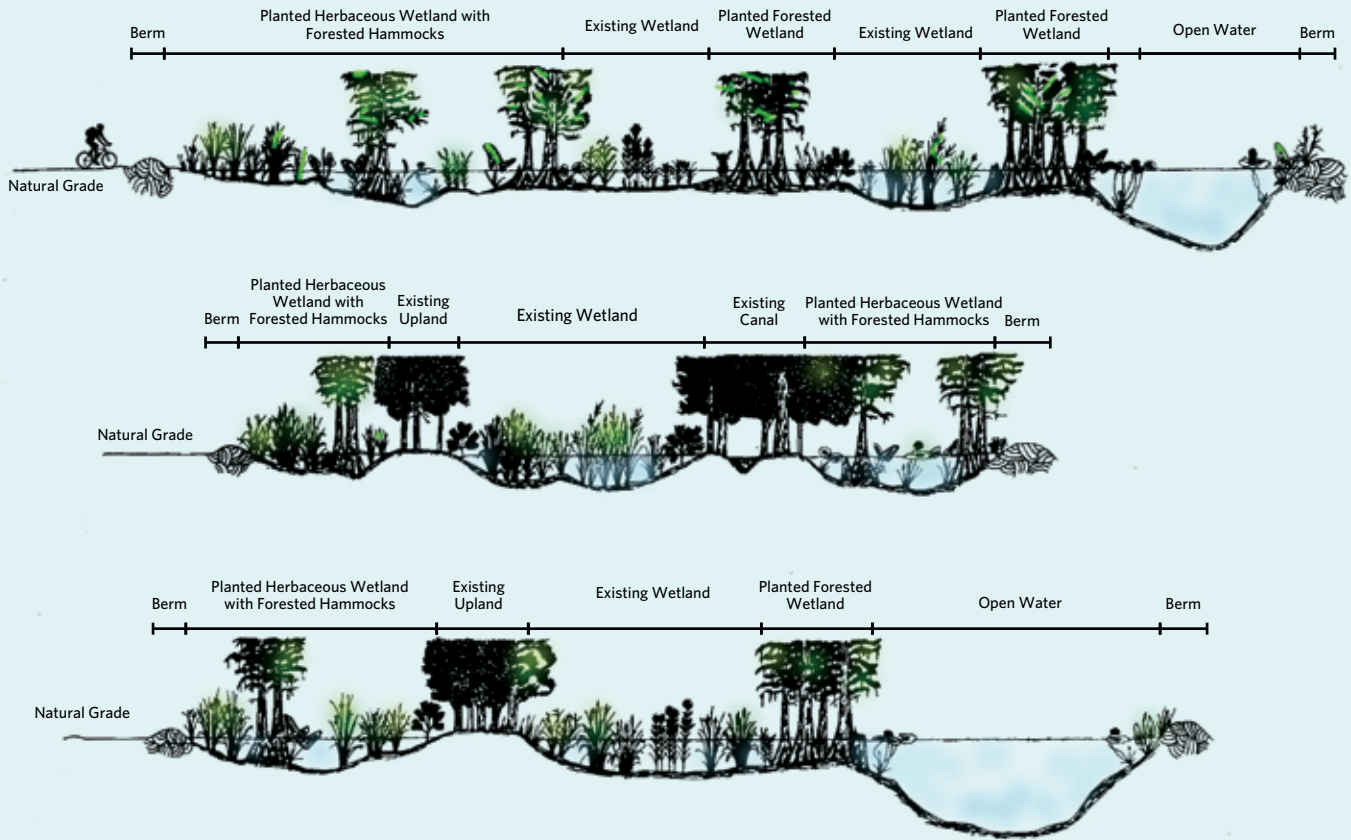 Berm
Planted Herbaceous Wetland with
Forested Hammocks
Existing Wetland
Planted Forested
Wetland
Existing Wetland
Planted Forested
Wetland
Open Water
Berm
Natural Grade
Berm
Planted Herbaceous
Wetland with
Forested Hammocks
Existing
Upland
Existing Wetland
Existing
Canal
Planted Herbaceous Wetland
with Forested Hammocks
Berm
Natural Grade
Berm
Planted Herbaceous Wetland
with Forested Hammocks
Existing
Upland
Existing Wetland
Planted Forested
Wetland
Open Water
Berm
Natural Grade